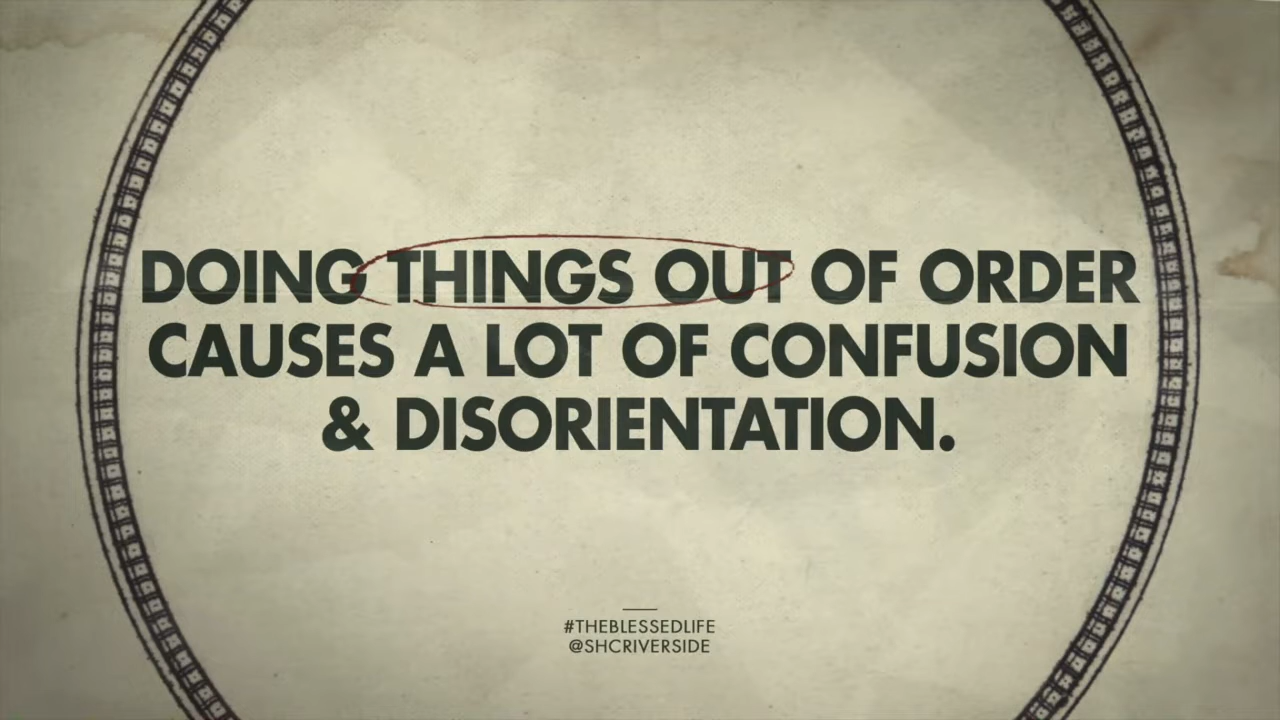 DOING THINGS OUT OF ORDER
CAUSES A LOT OF CONFUSION
& DISORIENTATION.
#THEBLESSEDLIFE
@SHCRIVERSIDE